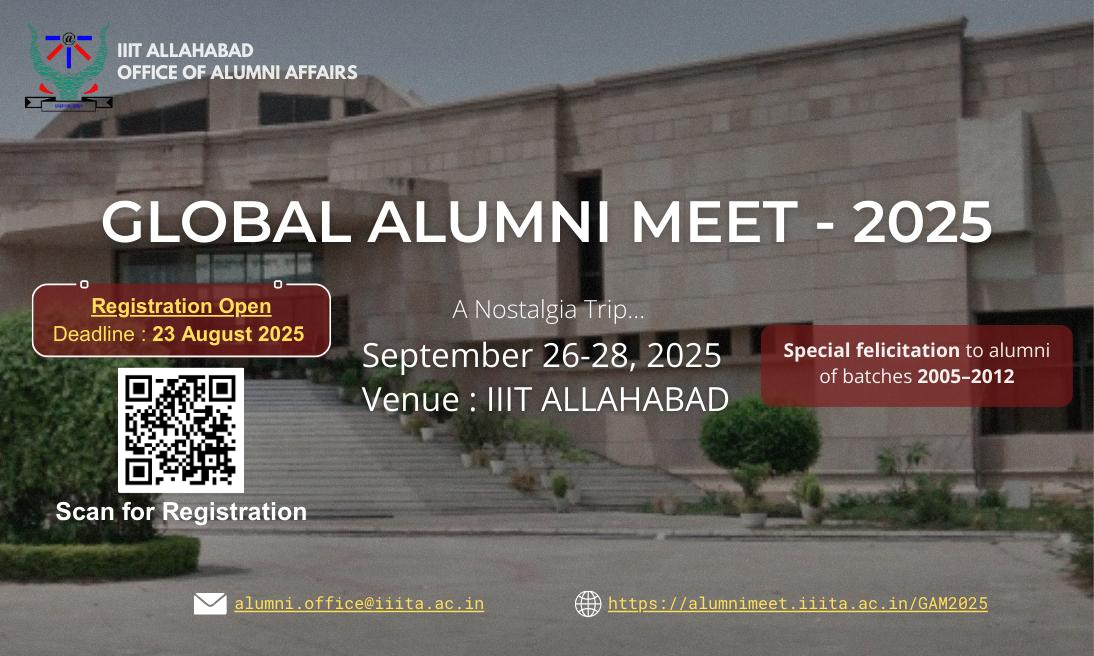 IIIT ALLAHABAD
OFFICE OF ALUMNI AFFAIRS
GLOBAL ALUMNI MEET - 2025
Registration Open
Deadline : 23 August 2025
Scan for Registration
A Nostalgia Trip...
September 26-28, 2025
Venue : IIIT ALLAHABAD
Special felicitation to alumni
of batches 2005–2012
alumni.office@iiita.ac.in
https://alumnimeet.iiita.ac.in/GAM2025